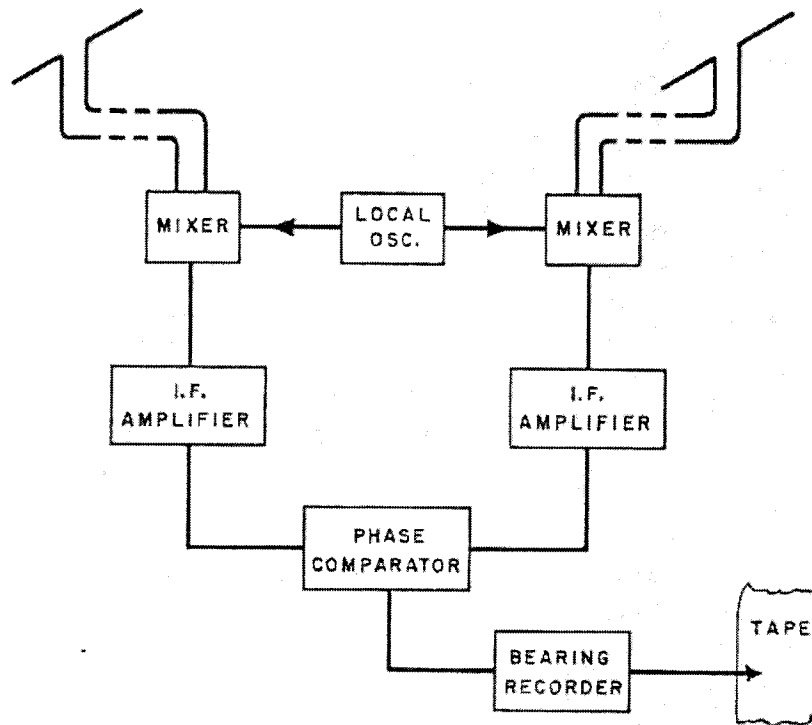 MIXER
LOCAL
OSC.
MIXER
I.F.
AMPLIFIER
I.F.
AMPLIFIER
PHASE
COMPARATOR
BEARING
RECORDER
TAPE